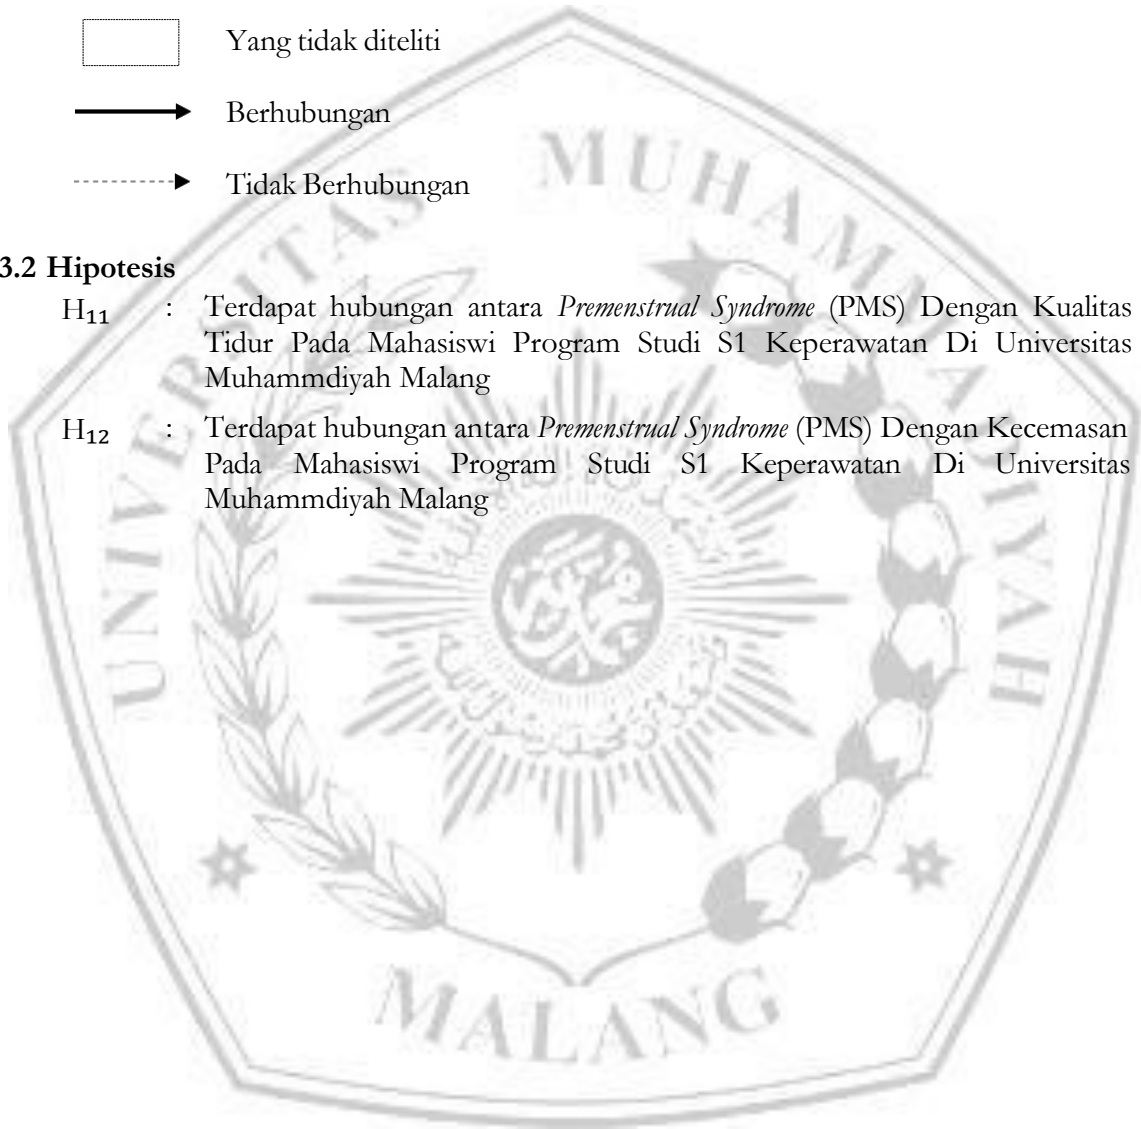 Yang tidak diteliti
Berhubungan
Tidak Berhubungan
3.2 Hipotesis
H₁₁ : Terdapat hubungan antara Premenstrual Syndrome (PMS) Dengan Kualitas
Tidur Pada Mahasiswi Program Studi S1 Keperawatan Di Universitas
Muhammdiyah Malang
H₁₂ : Terdapat hubungan antara Premenstrual Syndrome (PMS) Dengan Kecemasan
Pada Mahasiswi Program Studi S1 Keperawatan Di Universitas
Muhammdiyah Malang
UNIVERSITAS MUHAMMADIYAH
MALANG